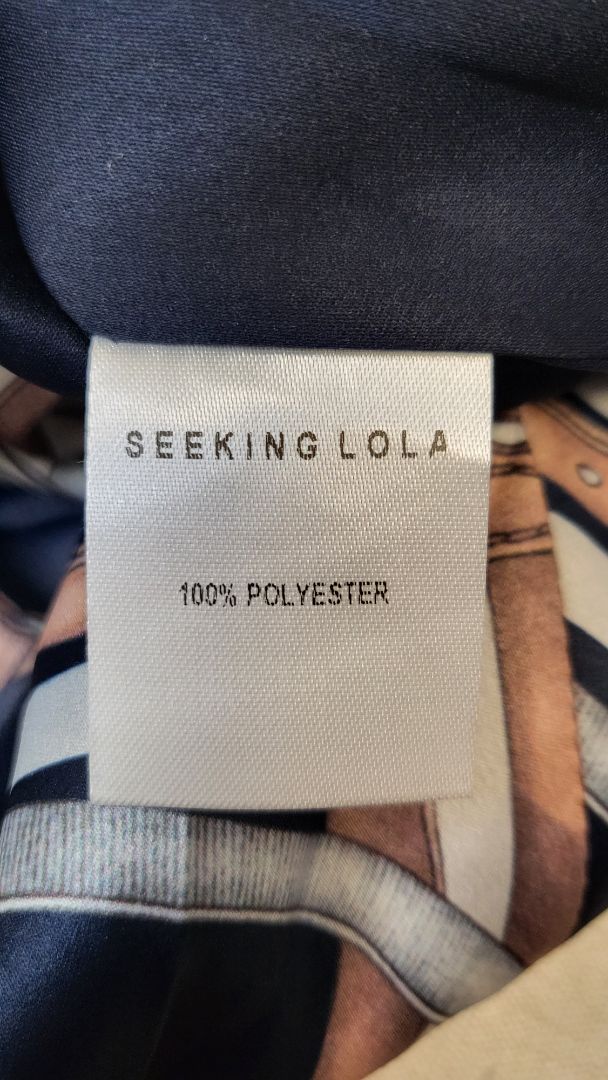 SEEKING LOLA
100% POLYESTER